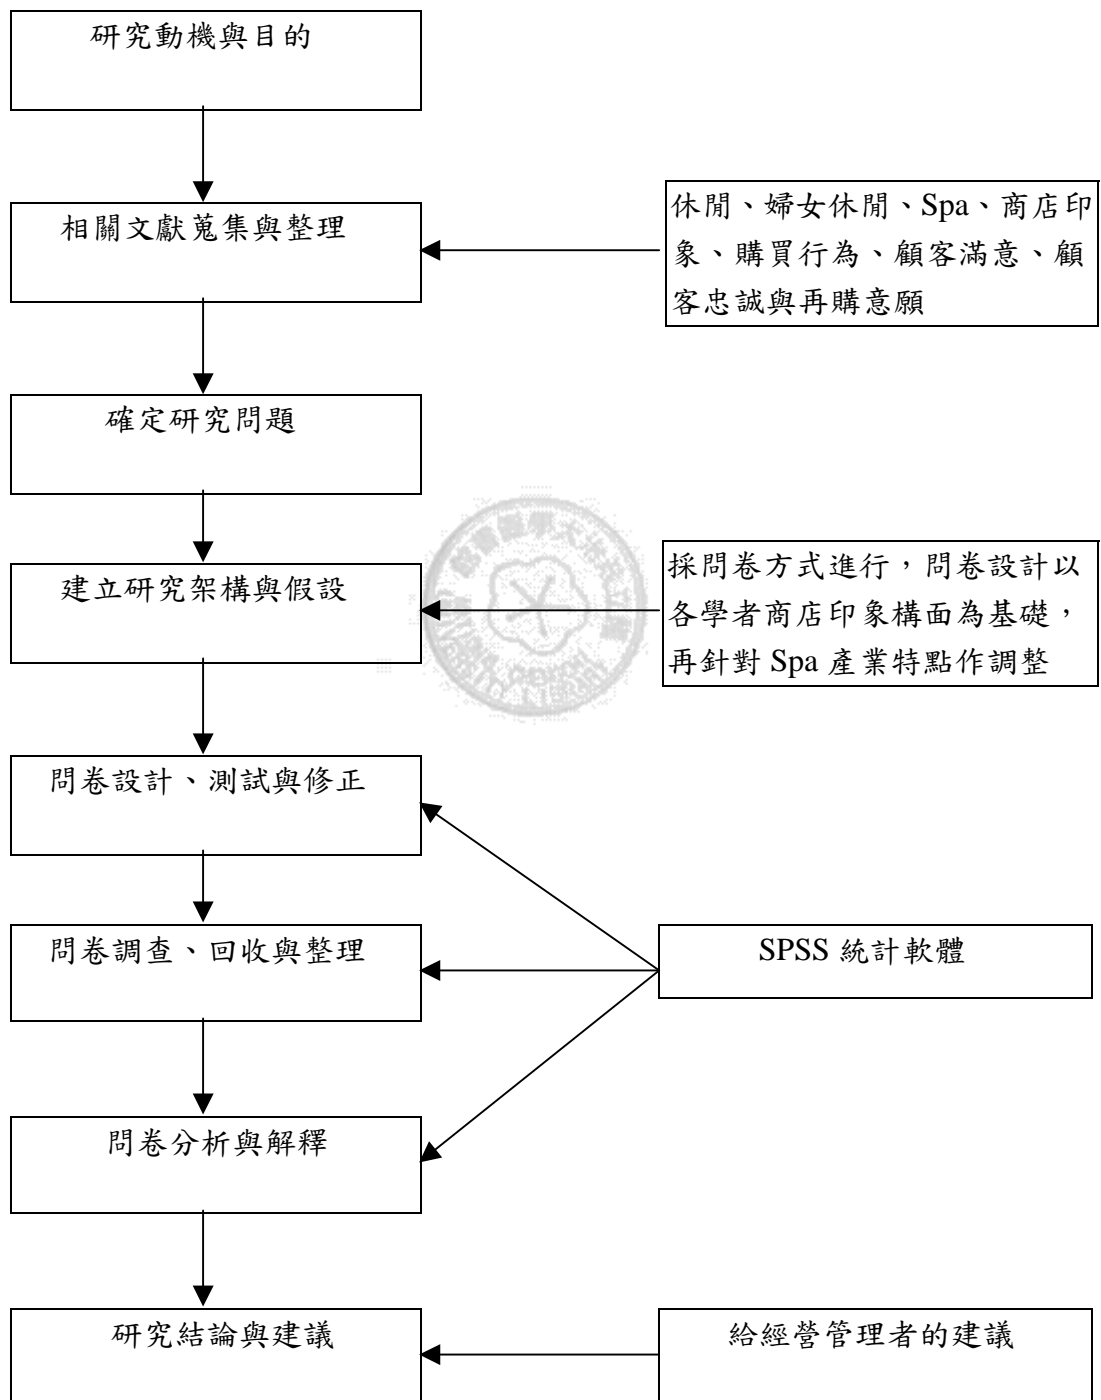 研究動機與目的
相關文獻蒐集與整理
休閒、婦女休閒、Spa、商店印
象、購買行為、顧客滿意、顧
客忠誠與再購意願
確定研究問題
建立研究架構與假設
採問卷方式進行，問卷設計以
各學者商店印象構面為基礎，
再針對 Spa 產業特點作調整
問卷設計、測試與修正
問卷調查、回收與整理
SPSS 統計軟體
問卷分析與解釋
研究結論與建議
給經營管理者的建議